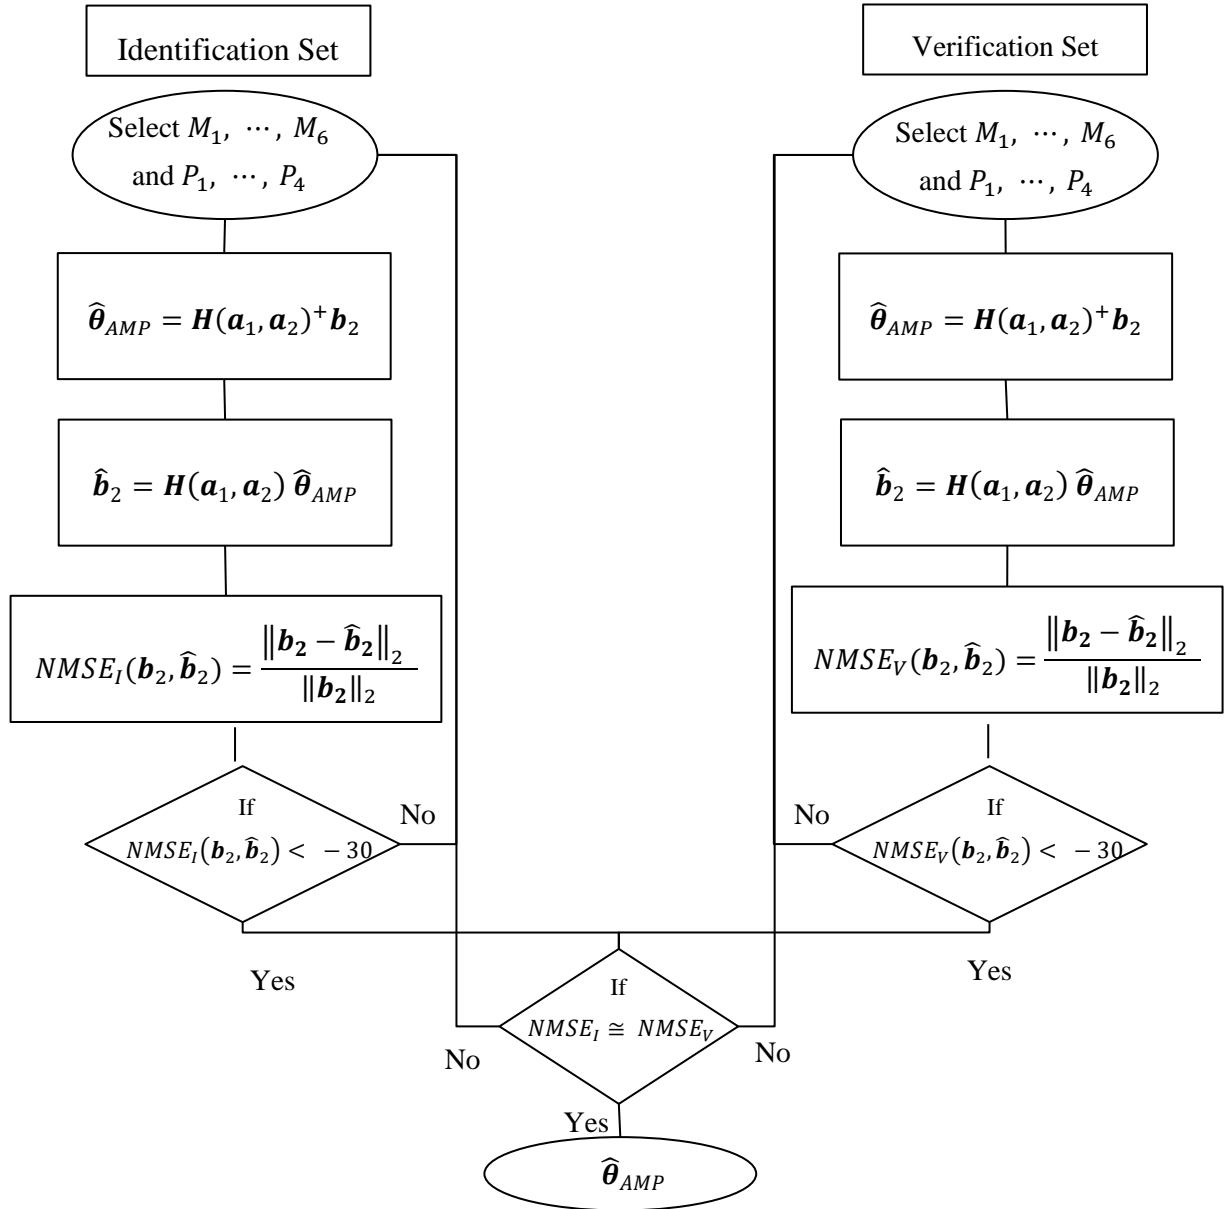 Identification Set
Select 𝑀₁, ⋯, 𝑀₆
and 𝑃₁, ⋯, 𝑃₄
𝜽̂_AMP = 𝑯(𝒂₁, 𝒂₂)⁺𝒃₂
𝒃̂₂ = 𝑯(𝒂₁, 𝒂₂) 𝜽̂_AMP
NMSE_I(𝒃₂, 𝒃̂₂) = ‖𝒃₂ − 𝒃̂₂‖₂ / ‖𝒃₂‖₂
If
NMSE_I(𝒃₂, 𝒃̂₂) < −30
No
Yes
Verification Set
Select 𝑀₁, ⋯, 𝑀₆
and 𝑃₁, ⋯, 𝑃₄
𝜽̂_AMP = 𝑯(𝒂₁, 𝒂₂)⁺𝒃₂
𝒃̂₂ = 𝑯(𝒂₁, 𝒂₂) 𝜽̂_AMP
NMSE_V(𝒃₂, 𝒃̂₂) = ‖𝒃₂ − 𝒃̂₂‖₂ / ‖𝒃₂‖₂
If
NMSE_V(𝒃₂, 𝒃̂₂) < −30
No
Yes
If
NMSE_I ≅ NMSE_V
No
No
Yes
𝜽̂_AMP